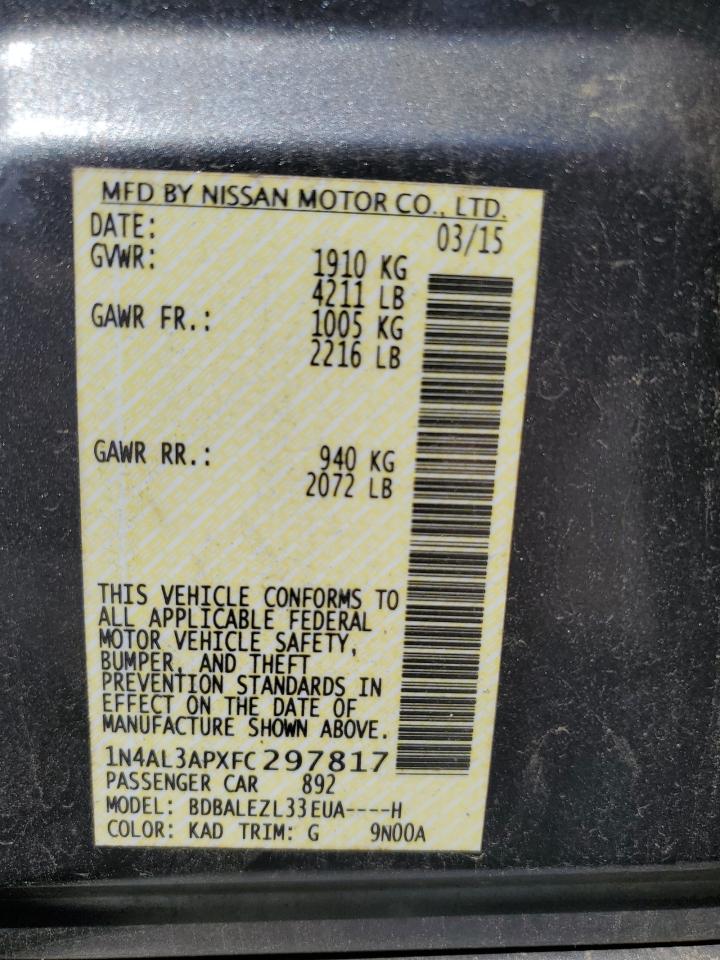 MFD BY NISSAN MOTOR CO., LTD.
DATE: 03/15
GVWR: 1910 KG
4211 LB
GAWR FR.: 1005 KG
2216 LB
GAWR RR.: 940 KG
2072 LB
THIS VEHICLE CONFORMS TO
ALL APPLICABLE FEDERAL
MOTOR VEHICLE SAFETY,
BUMPER, AND THEFT
PREVENTION STANDARDS IN
EFFECT ON THE DATE OF
MANUFACTURE SHOWN ABOVE.
1N4AL3APXFC297817
PASSENGER CAR 892
MODEL: BDBALEZL33EUA----H
COLOR: KAD TRIM: G 9N00A